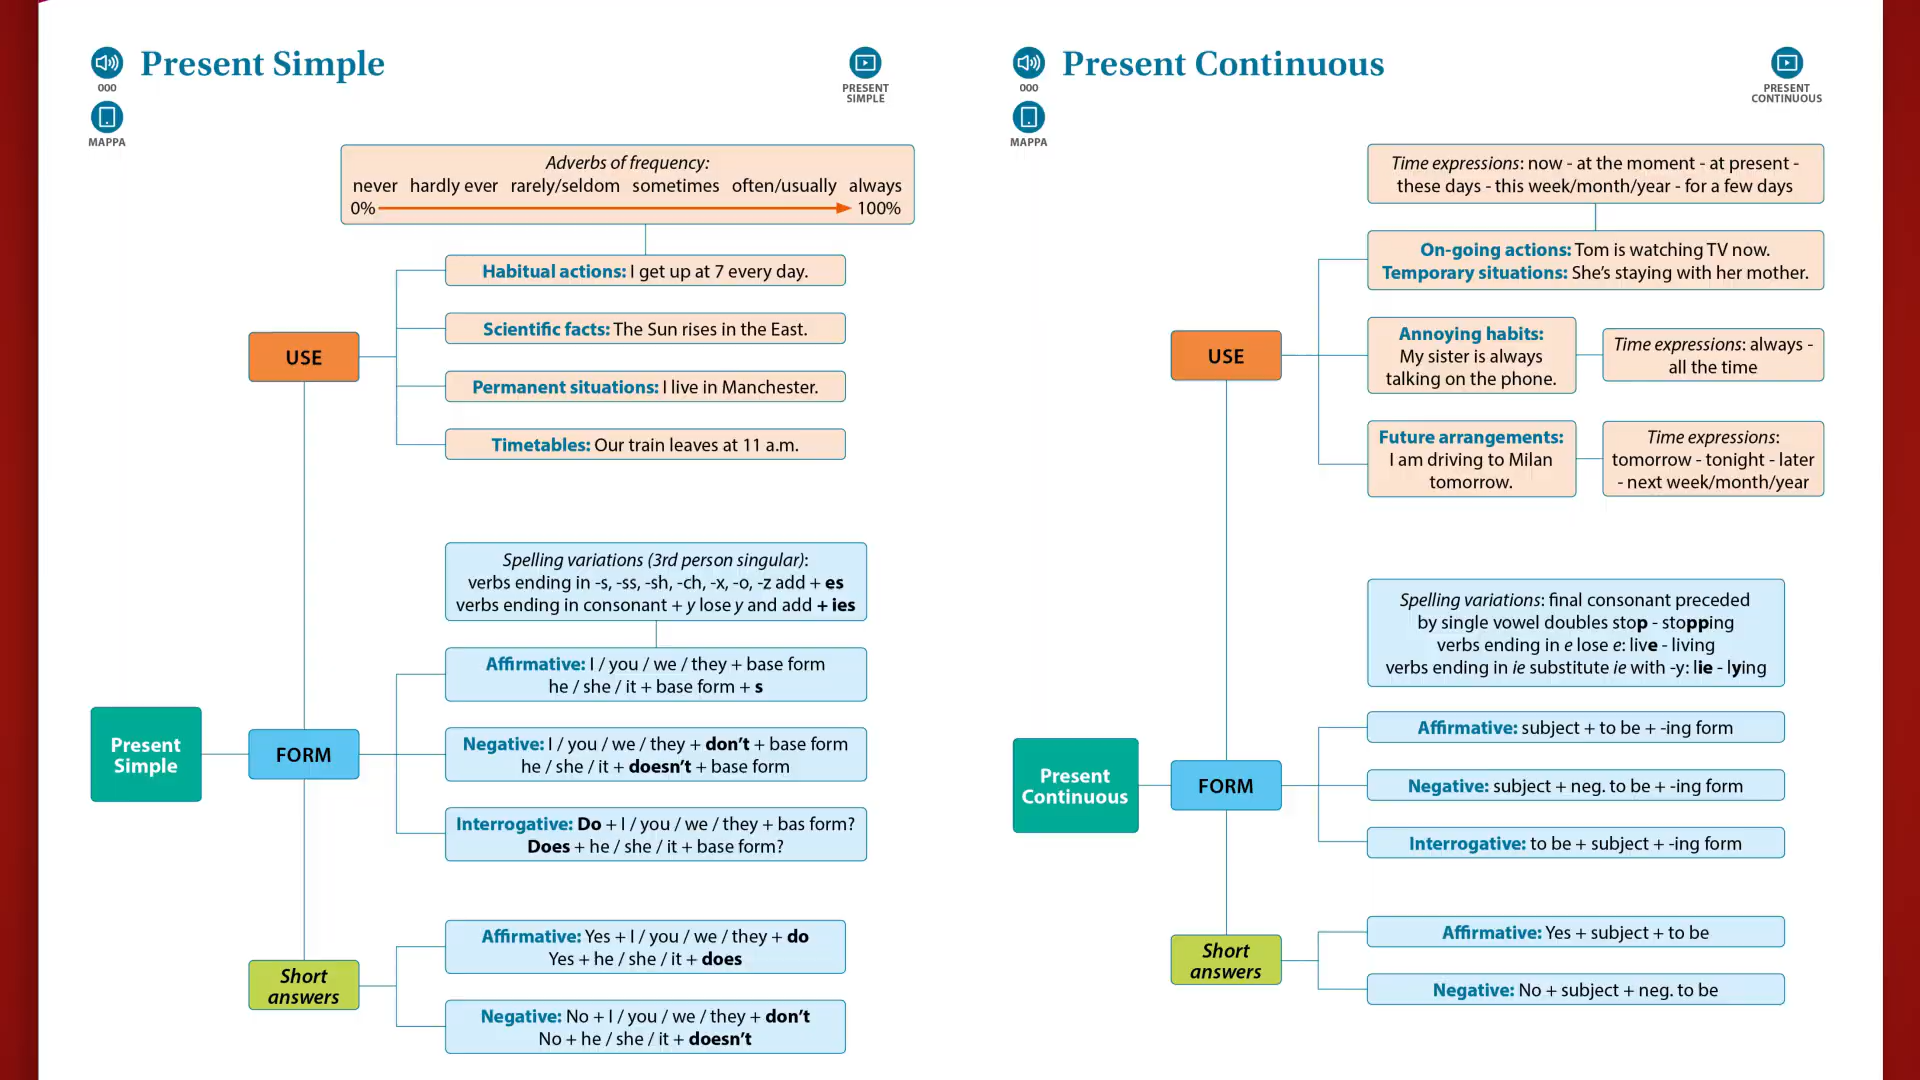 Present Simple
000
MAPPA
PRESENT
SIMPLE
Adverbs of frequency:
never hardly ever rarely/seldom sometimes often/usually always
0% 100%
Habitual actions: I get up at 7 every day.
Scientific facts: The Sun rises in the East.
USE
Permanent situations: I live in Manchester.
Timetables: Our train leaves at 11 a.m.
Spelling variations (3rd person singular):
verbs ending in -s, -ss, -sh, -ch, -x, -o, -z add + es
verbs ending in consonant + y lose y and add + ies
Affirmative: I / you / we / they + base form
he / she / it + base form + s
Present
Simple
FORM
Negative: I / you / we / they + don't + base form
he / she / it + doesn't + base form
Interrogative: Do + I / you / we / they + bas form?
Does + he / she / it + base form?
Short
answers
Affirmative: Yes + I / you / we / they + do
Yes + he / she / it + does
Negative: No + I / you / we / they + don't
No + he / she / it + doesn't
Present Continuous
000
MAPPA
PRESENT
CONTINUOUS
Time expressions: now - at the moment - at present -
these days - this week/month/year - for a few days
On-going actions: Tom is watching TV now.
Temporary situations: She's staying with her mother.
USE
Annoying habits:
My sister is always
talking on the phone.
Time expressions: always -
all the time
Future arrangements:
I am driving to Milan
tomorrow.
Time expressions:
tomorrow - tonight - later
- next week/month/year
Spelling variations: final consonant preceded
by single vowel doubles stop - stopping
verbs ending in e lose e: live - living
verbs ending in ie substitute ie with -y: lie - lying
Present
Continuous
FORM
Affirmative: subject + to be + -ing form
Negative: subject + neg. to be + -ing form
Interrogative: to be + subject + -ing form
Short
answers
Affirmative: Yes + subject + to be
Negative: No + subject + neg. to be